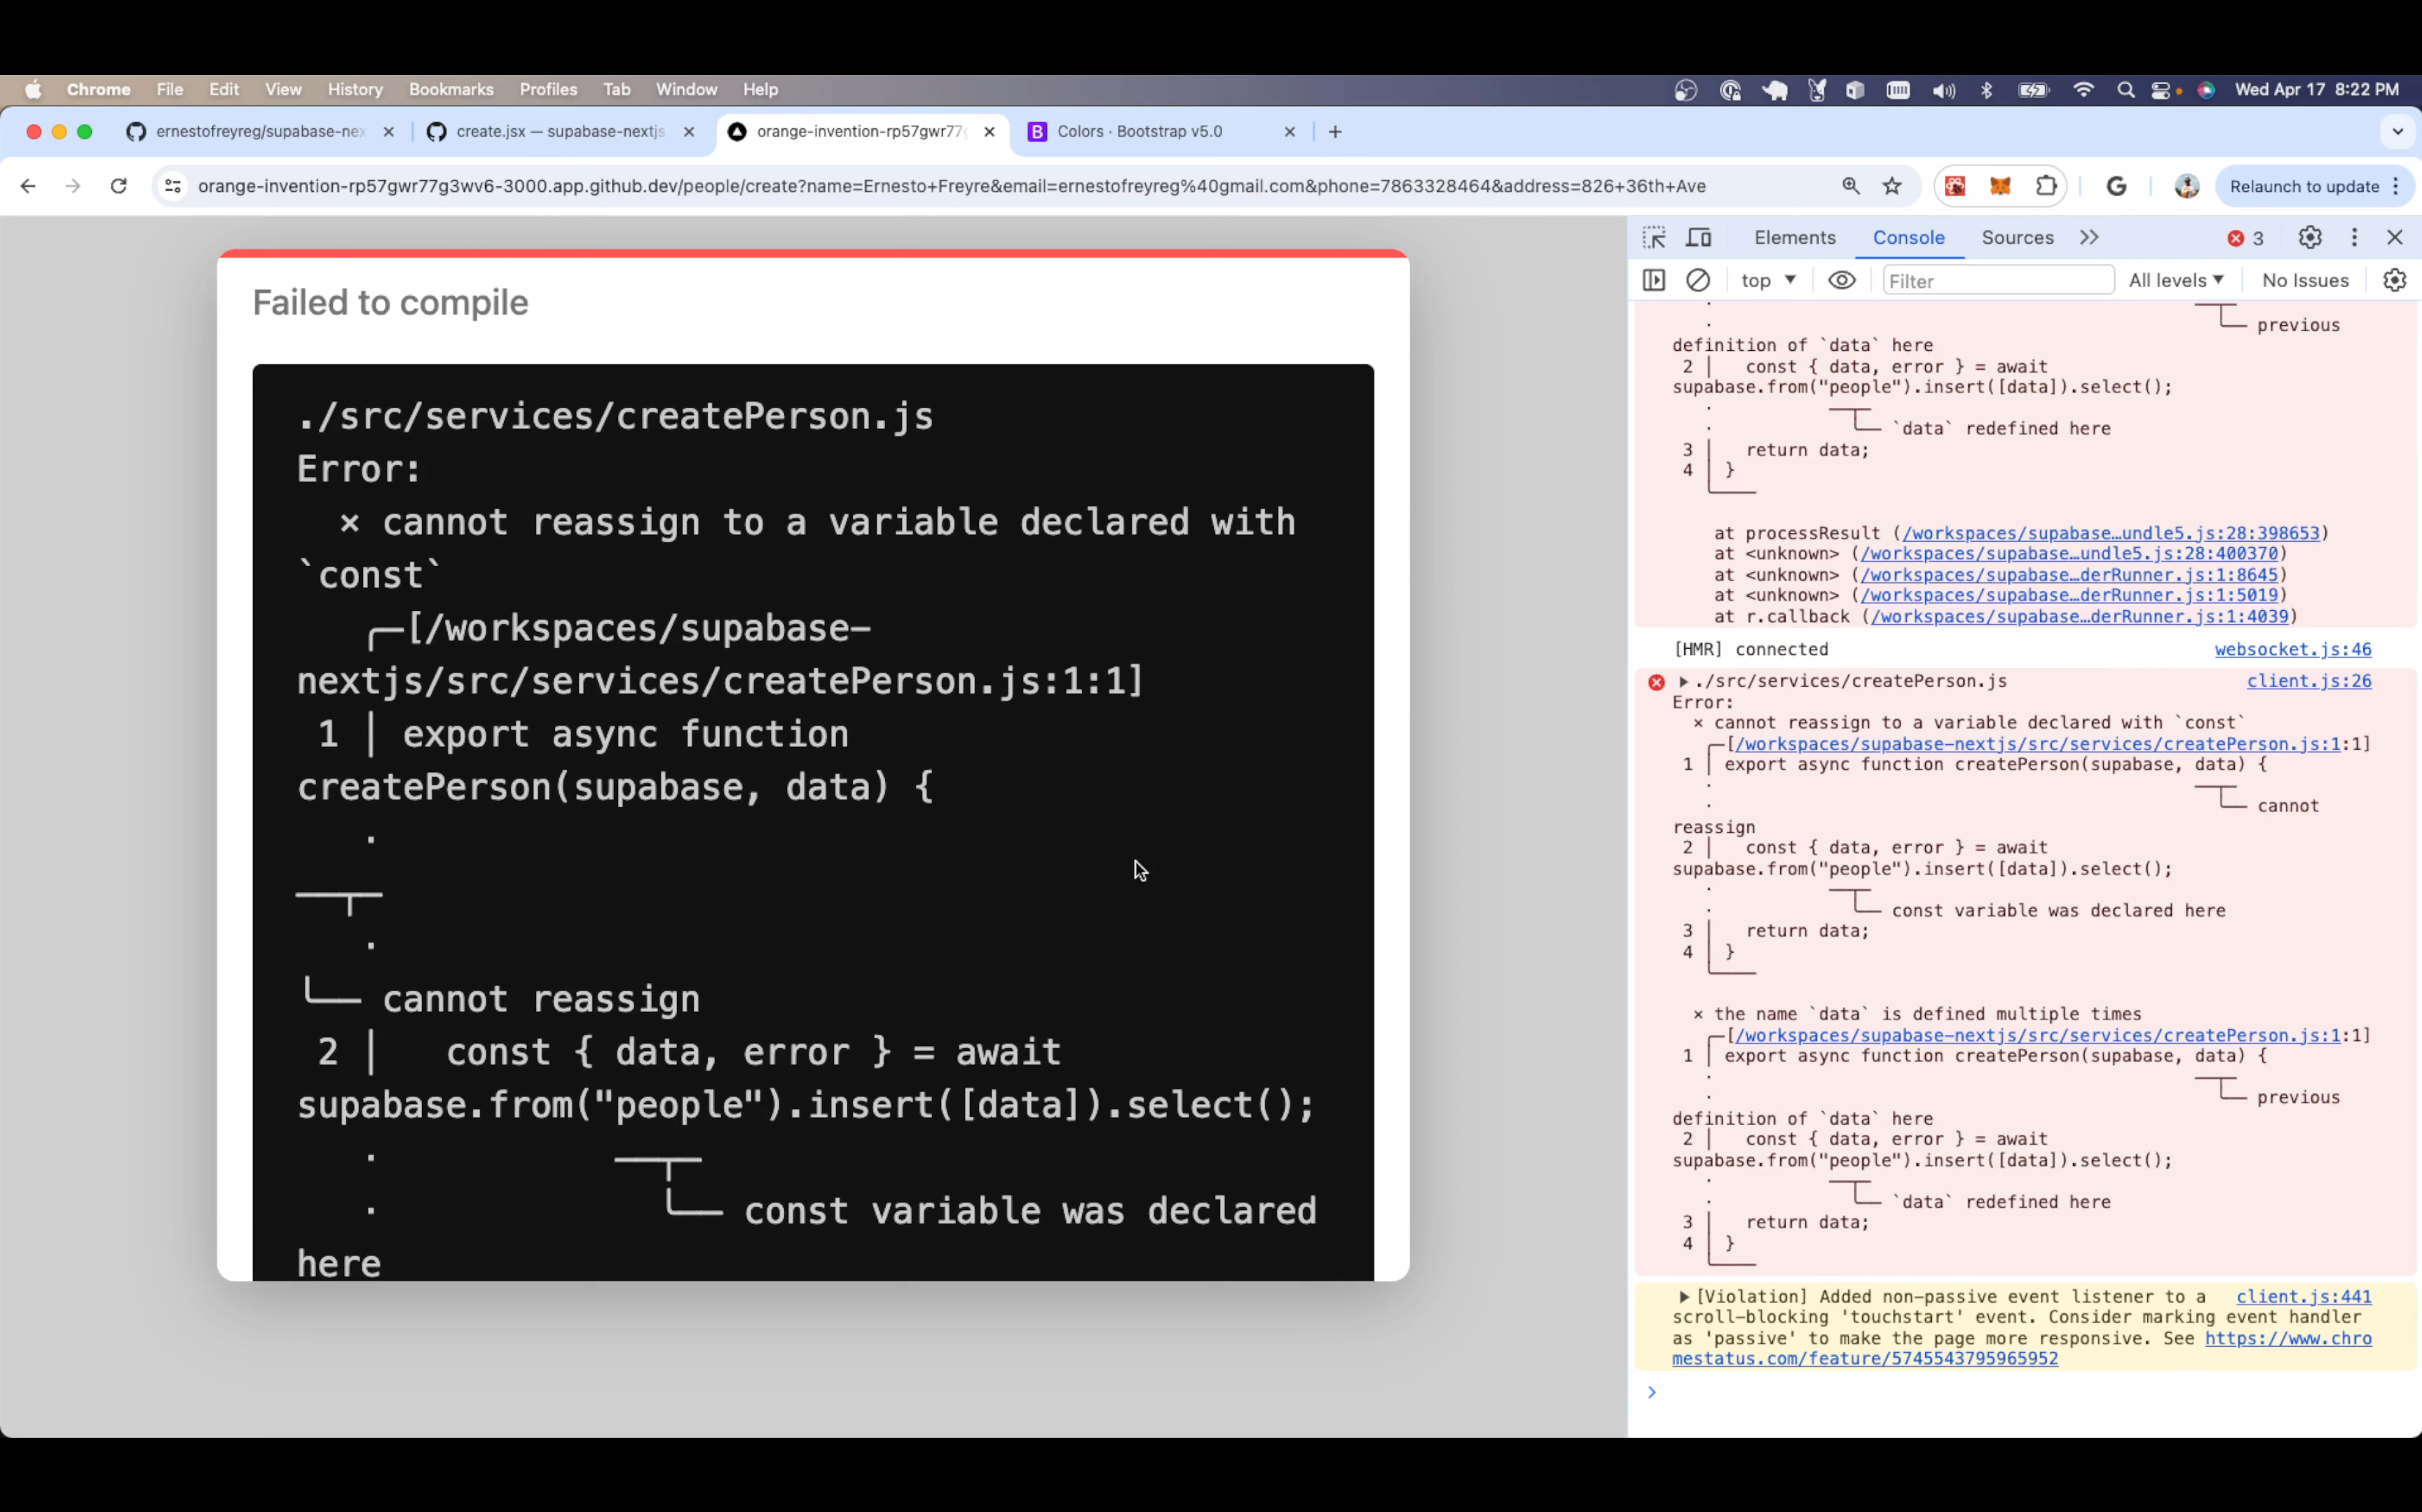 Chrome File Edit View History Bookmarks Profiles Tab Window Help Wed Apr 17 8:22 PM
ernestofreyreg/supabase-nex create.jsx — supabase-nextjs orange-invention-rp57gwr77g Colors · Bootstrap v5.0
orange-invention-rp57gwr77g3wv6-3000.app.github.dev/people/create?name=Ernesto+Freyre&email=ernestofreyreg%40gmail.com&phone=7863328464&address=826+36th+Ave Relaunch to update
Failed to compile
./src/services/createPerson.js
Error:
× cannot reassign to a variable declared with
`const`
╭─[/workspaces/supabase-
nextjs/src/services/createPerson.js:1:1]
1 │ export async function
createPerson(supabase, data) {
·
──┬─
·
╰── cannot reassign
2 │ const { data, error } = await
supabase.from("people").insert([data]).select();
· ──┬─
· ╰── const variable was declared
here
Elements Console Sources 3
top Filter All levels No Issues
· ╰── previous
definition of `data` here
2 │ const { data, error } = await
supabase.from("people").insert([data]).select();
· ──┬─
· ╰── `data` redefined here
3 │ return data;
4 │ }
╰────
at processResult (/workspaces/supabase…undle5.js:28:398653)
at <unknown> (/workspaces/supabase…undle5.js:28:400370)
at <unknown> (/workspaces/supabase…derRunner.js:1:8645)
at <unknown> (/workspaces/supabase…derRunner.js:1:5019)
at r.callback (/workspaces/supabase…derRunner.js:1:4039)
[HMR] connected websocket.js:46
./src/services/createPerson.js client.js:26
Error:
× cannot reassign to a variable declared with `const`
╭─[/workspaces/supabase-nextjs/src/services/createPerson.js:1:1]
1 │ export async function createPerson(supabase, data) {
· ──┬─
· ╰── cannot
reassign
2 │ const { data, error } = await
supabase.from("people").insert([data]).select();
· ──┬─
· ╰── const variable was declared here
3 │ return data;
4 │ }
╰────
× the name `data` is defined multiple times
╭─[/workspaces/supabase-nextjs/src/services/createPerson.js:1:1]
1 │ export async function createPerson(supabase, data) {
· ──┬─
· ╰── previous
definition of `data` here
2 │ const { data, error } = await
supabase.from("people").insert([data]).select();
· ──┬─
· ╰── `data` redefined here
3 │ return data;
4 │ }
╰────
[Violation] Added non-passive event listener to a client.js:441
scroll-blocking 'touchstart' event. Consider marking event handler
as 'passive' to make the page more responsive. See https://www.chro
mestatus.com/feature/5745543795965952